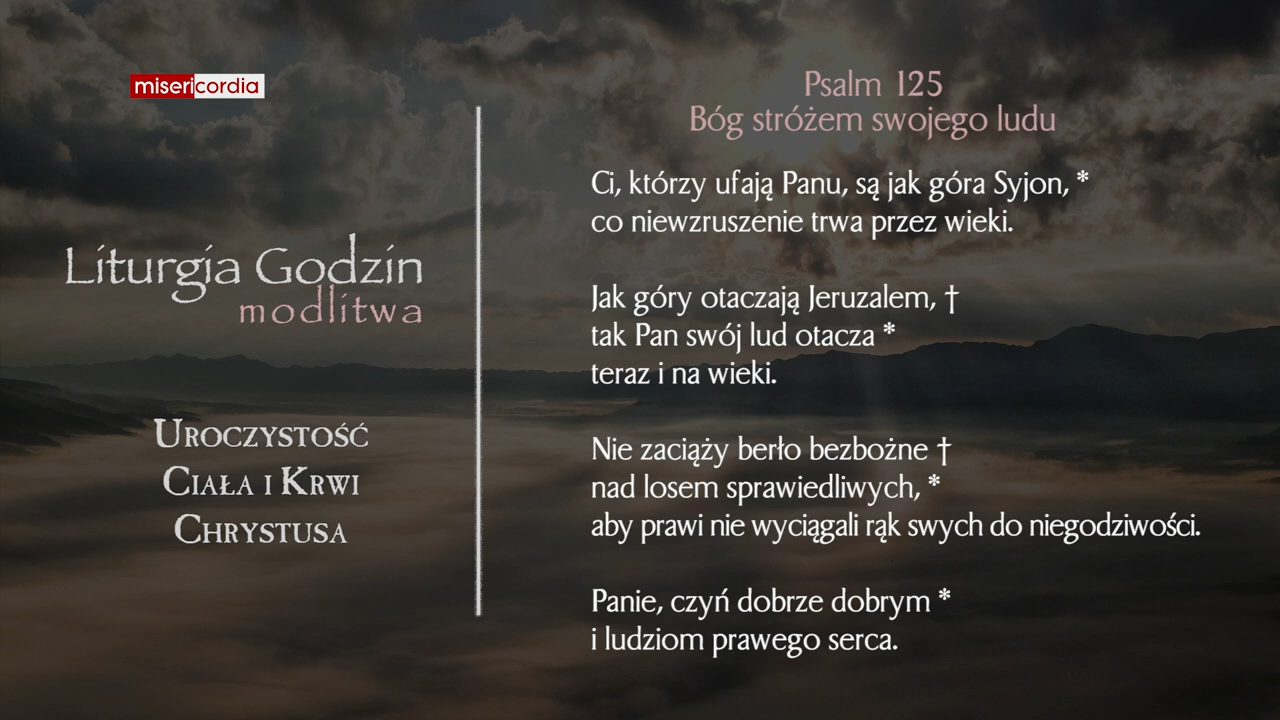 misericordia
Liturgia Godzin
modlitwa
Uroczystość
Ciała i Krwi
Chrystusa
Psalm 125
Bóg stróżem swojego ludu
Ci, którzy ufają Panu, są jak góra Syjon, *
co niewzruszenie trwa przez wieki.
Jak góry otaczają Jeruzalem, †
tak Pan swój lud otacza *
teraz i na wieki.
Nie zaciąży berło bezbożne †
nad losem sprawiedliwych, *
aby prawi nie wyciągali rąk swych do niegodziwości.
Panie, czyń dobrze dobrym *
i ludziom prawego serca.